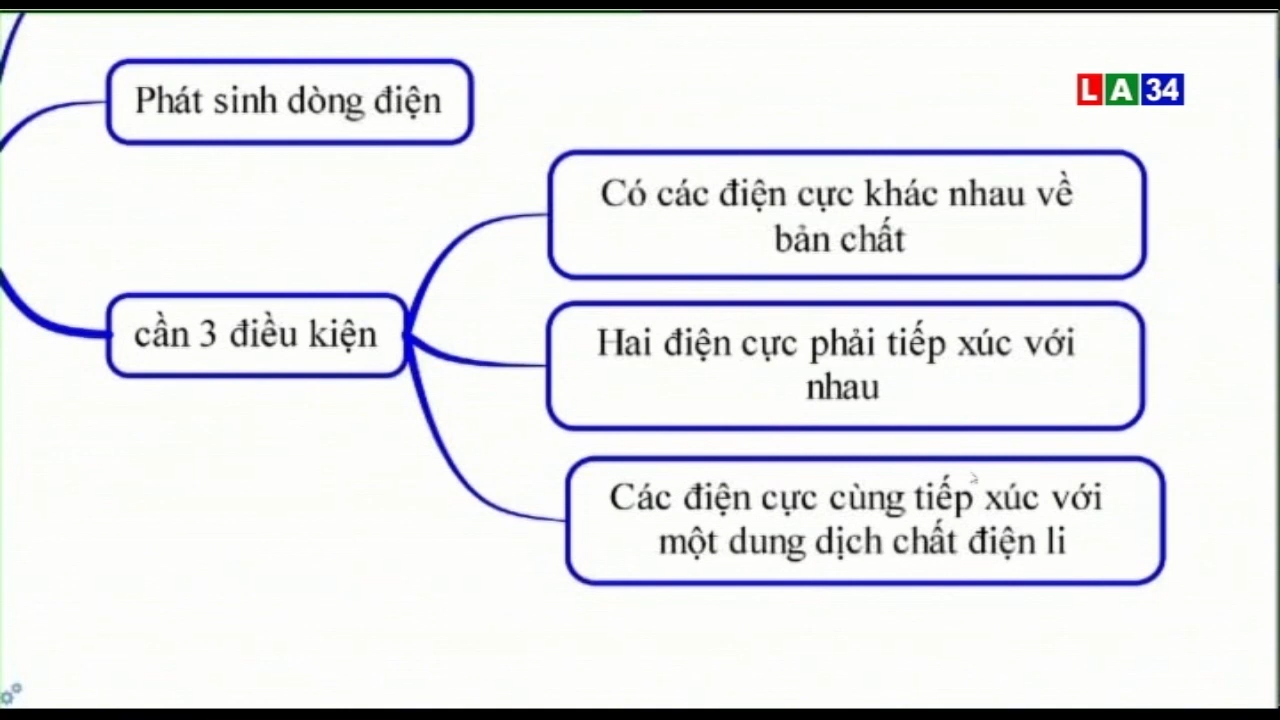 LA34
Phát sinh dòng điện
Có các điện cực khác nhau về
bản chất
cần 3 điều kiện
Hai điện cực phải tiếp xúc với
nhau
Các điện cực cùng tiếp xúc với
một dung dịch chất điện li